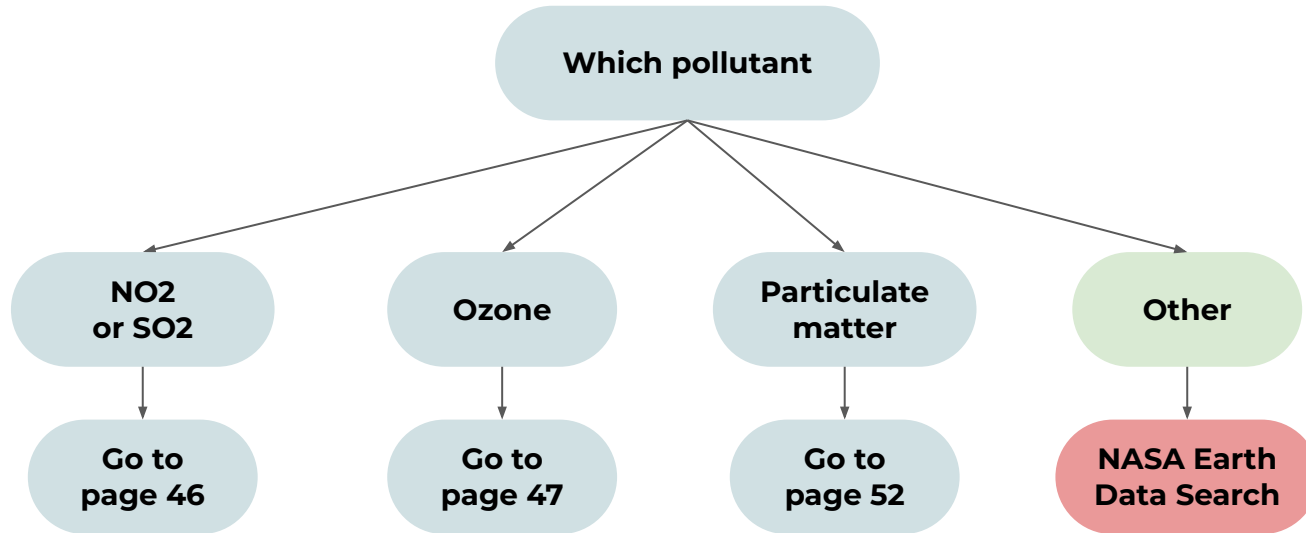 Which pollutant
NO2
or SO2
Ozone
Particulate
matter
Other
Go to
page 46
Go to
page 47
Go to
page 52
NASA Earth
Data Search